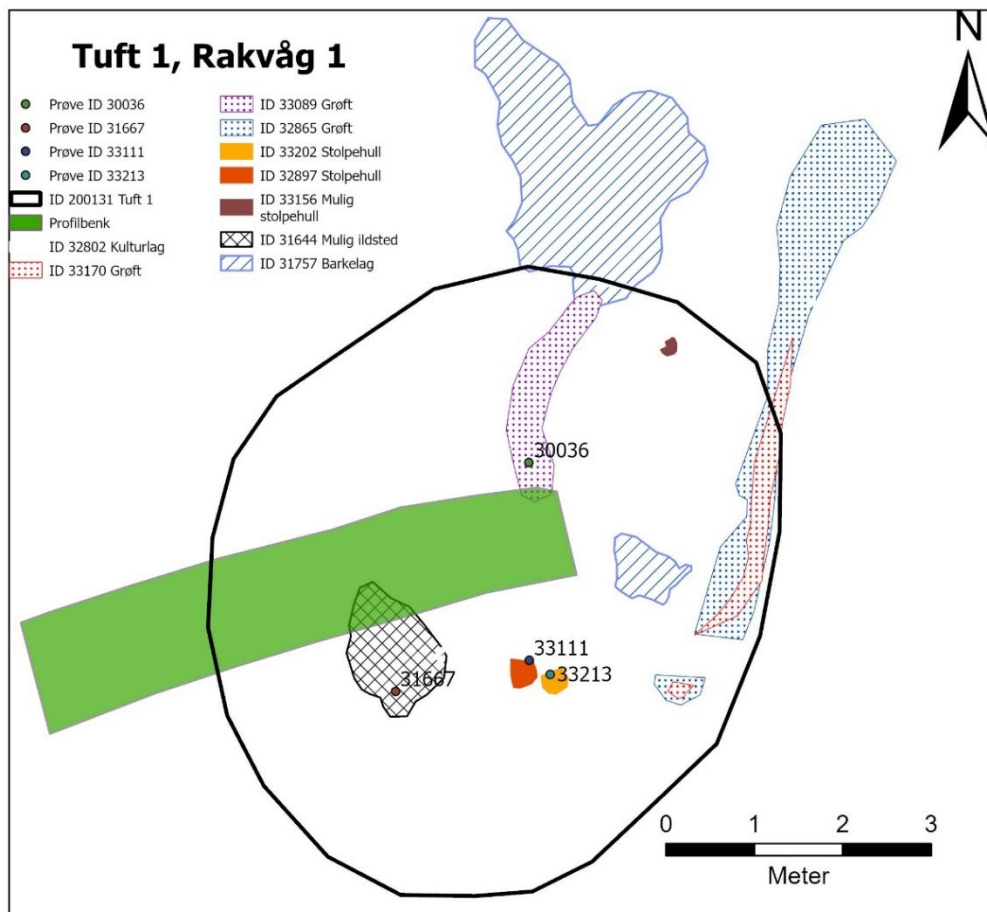 Tuft 1, Rakvåg 1
Prøve ID 30036
Prøve ID 31667
Prøve ID 33111
Prøve ID 33213
ID 200131 Tuft 1
Profilbenk
ID 32802 Kulturlag
ID 33170 Grøft
ID 33089 Grøft
ID 32865 Grøft
ID 33202 Stolpehull
ID 32897 Stolpehull
ID 33156 Mulig
stolpehull
ID 31644 Mulig ildsted
ID 31757 Barkelag
N
30036
33111
33213
31667
0 1 2 3
Meter